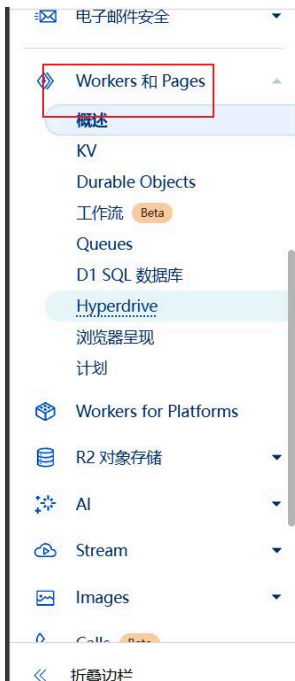 电子邮件安全
Workers 和 Pages
概述
KV
Durable Objects
工作流 Beta
Queues
D1 SQL 数据库
Hyperdrive
浏览器呈现
计划
Workers for Platforms
R2 对象存储
AI
Stream
Images
Calls Beta
折叠边栏